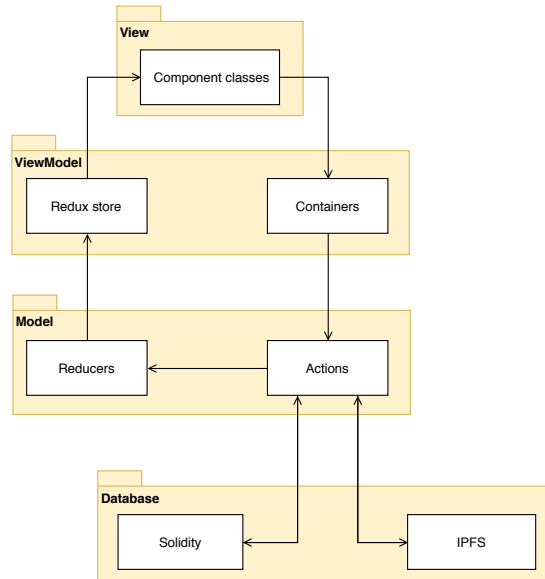 View
Component classes
ViewModel
Redux store
Containers
Model
Reducers
Actions
Database
Solidity
IPFS